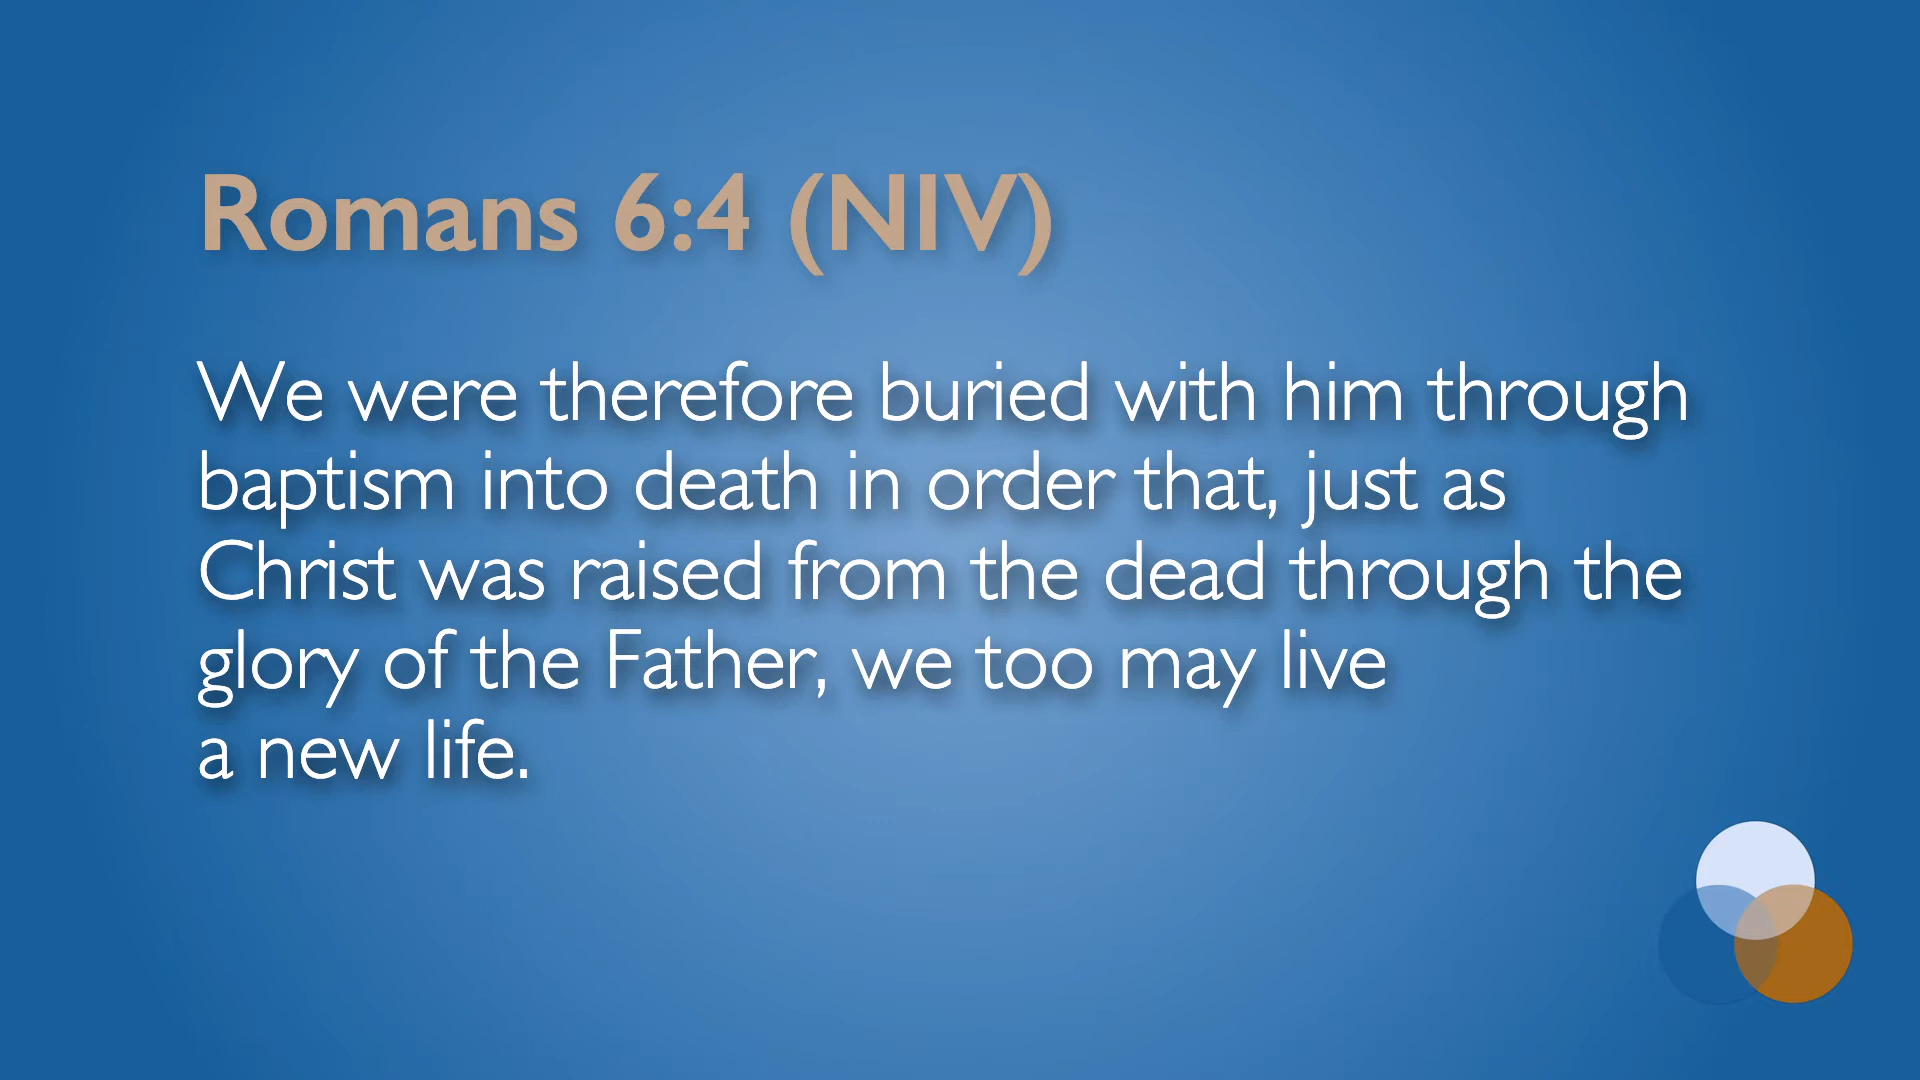 Romans 6:4 (NIV)
We were therefore buried with him through
baptism into death in order that, just as
Christ was raised from the dead through the
glory of the Father, we too may live
a new life.